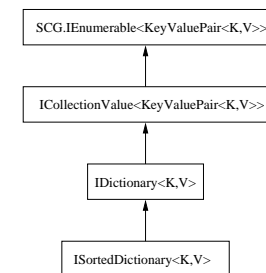 SCG.IEnumerable<KeyValuePair<K,V>>
ICollectionValue<KeyValuePair<K,V>>
IDictionary<K,V>
ISortedDictionary<K,V>